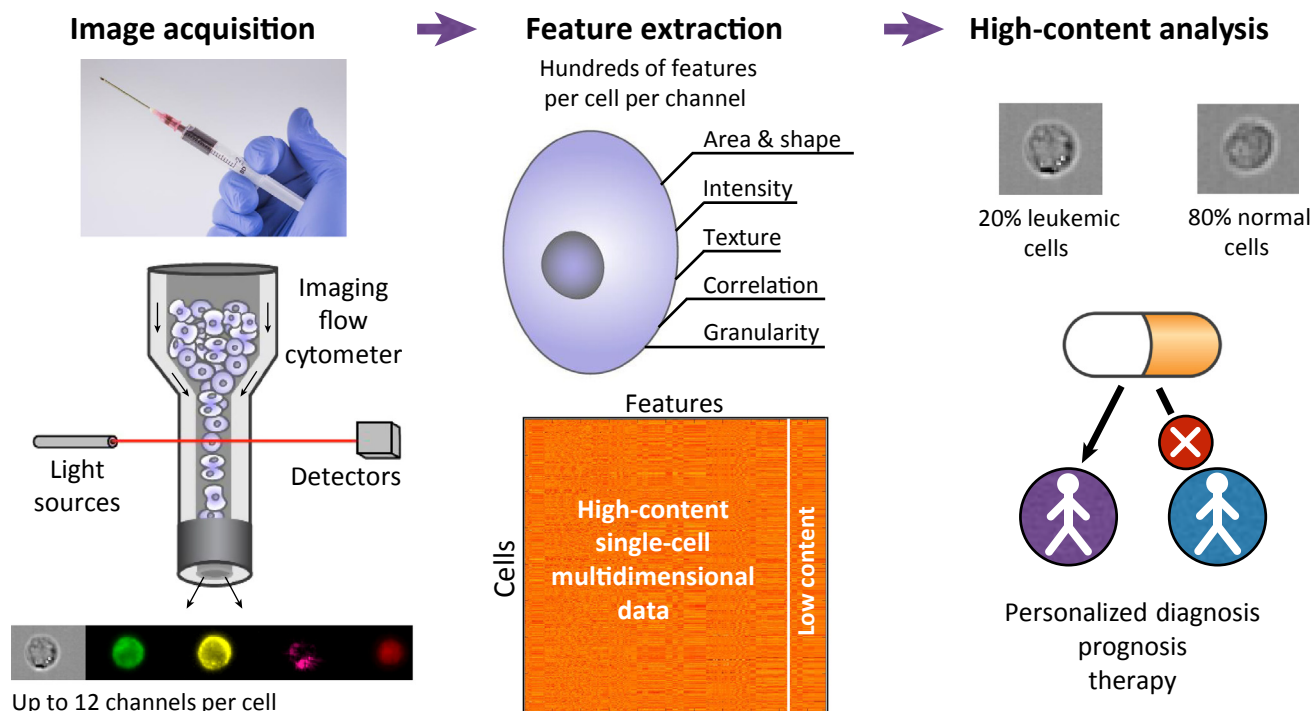 Image acquisition
Feature extraction
High-content analysis
Hundreds of features
per cell per channel
Area & shape
Intensity
Texture
Correlation
Granularity
Imaging
flow
cytometer
Light
sources
Detectors
Up to 12 channels per cell
Features
Cells
High-content
single-cell
multidimensional
data
Low content
20% leukemic
cells
80% normal
cells
Personalized diagnosis
prognosis
therapy